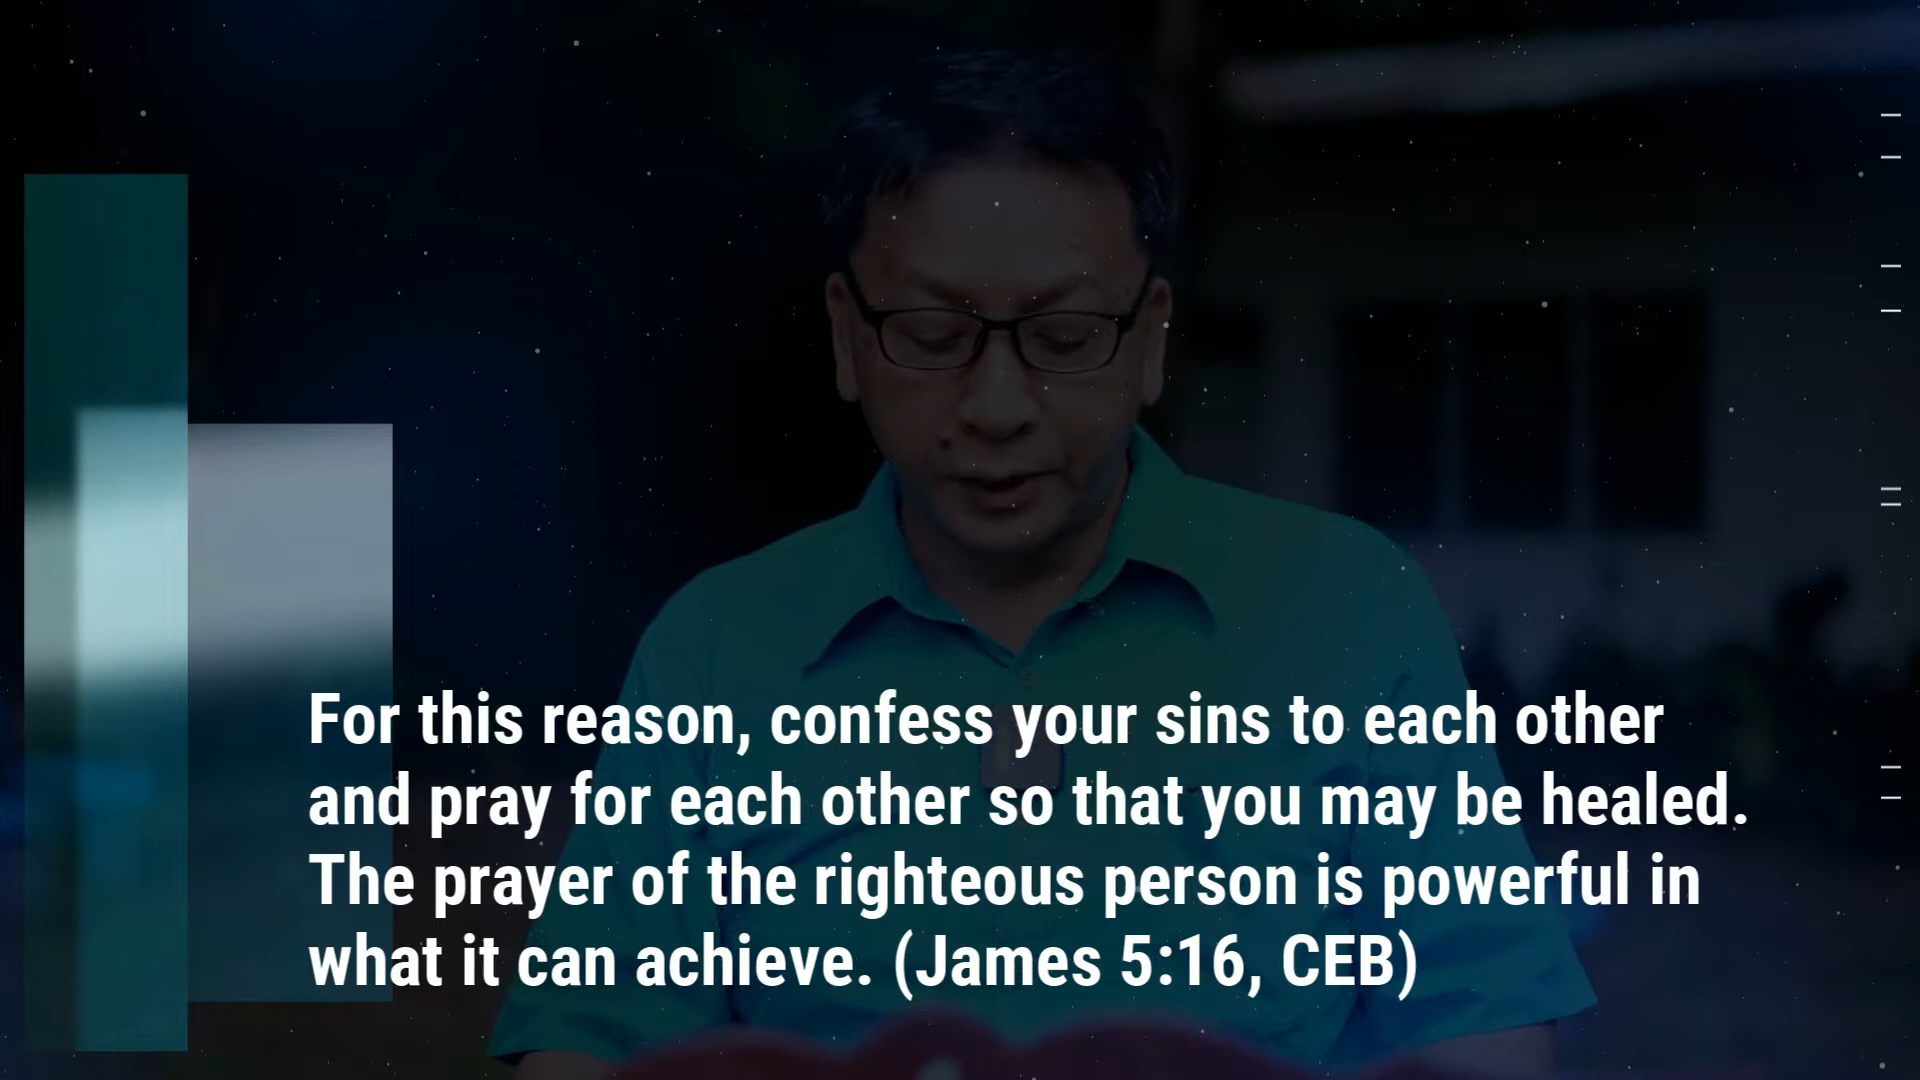 For this reason, confess your sins to each other
and pray for each other so that you may be healed.
The prayer of the righteous person is powerful in
what it can achieve. (James 5:16, CEB)